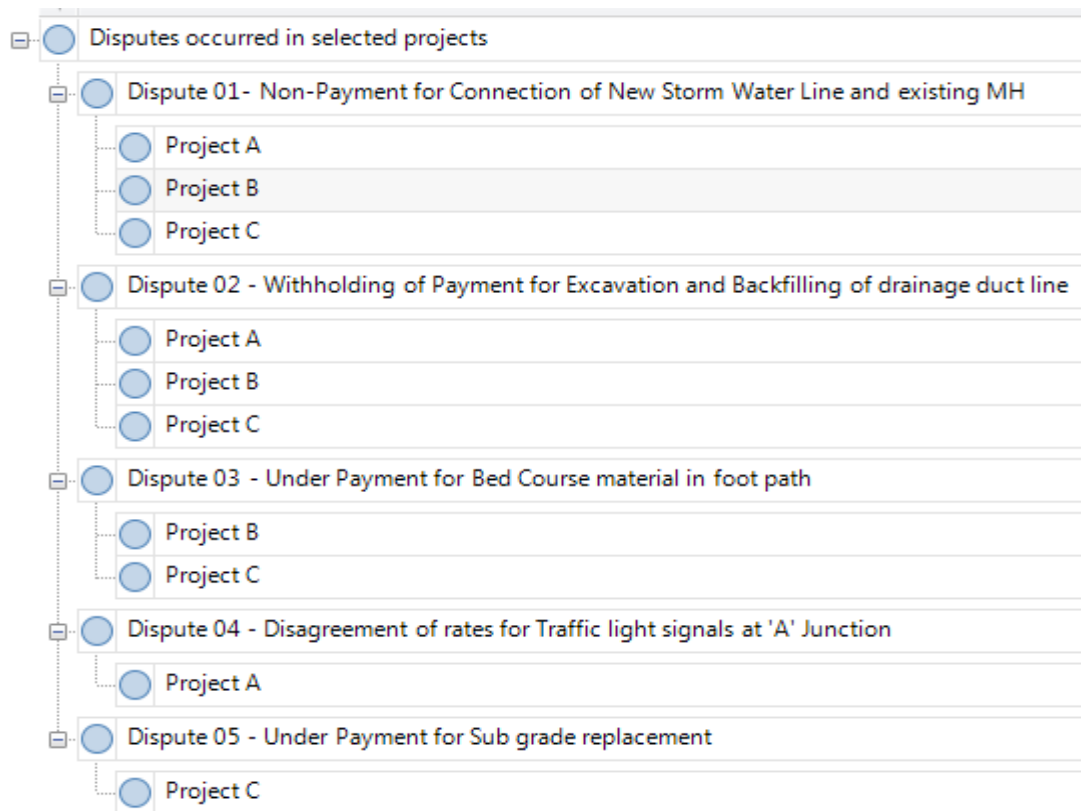 Disputes occurred in selected projects
Dispute 01- Non-Payment for Connection of New Storm Water Line and existing MH
Project A
Project B
Project C
Dispute 02 - Withholding of Payment for Excavation and Backfilling of drainage duct line
Project A
Project B
Project C
Dispute 03 - Under Payment for Bed Course material in foot path
Project B
Project C
Dispute 04 - Disagreement of rates for Traffic light signals at 'A' Junction
Project A
Dispute 05 - Under Payment for Sub grade replacement
Project C